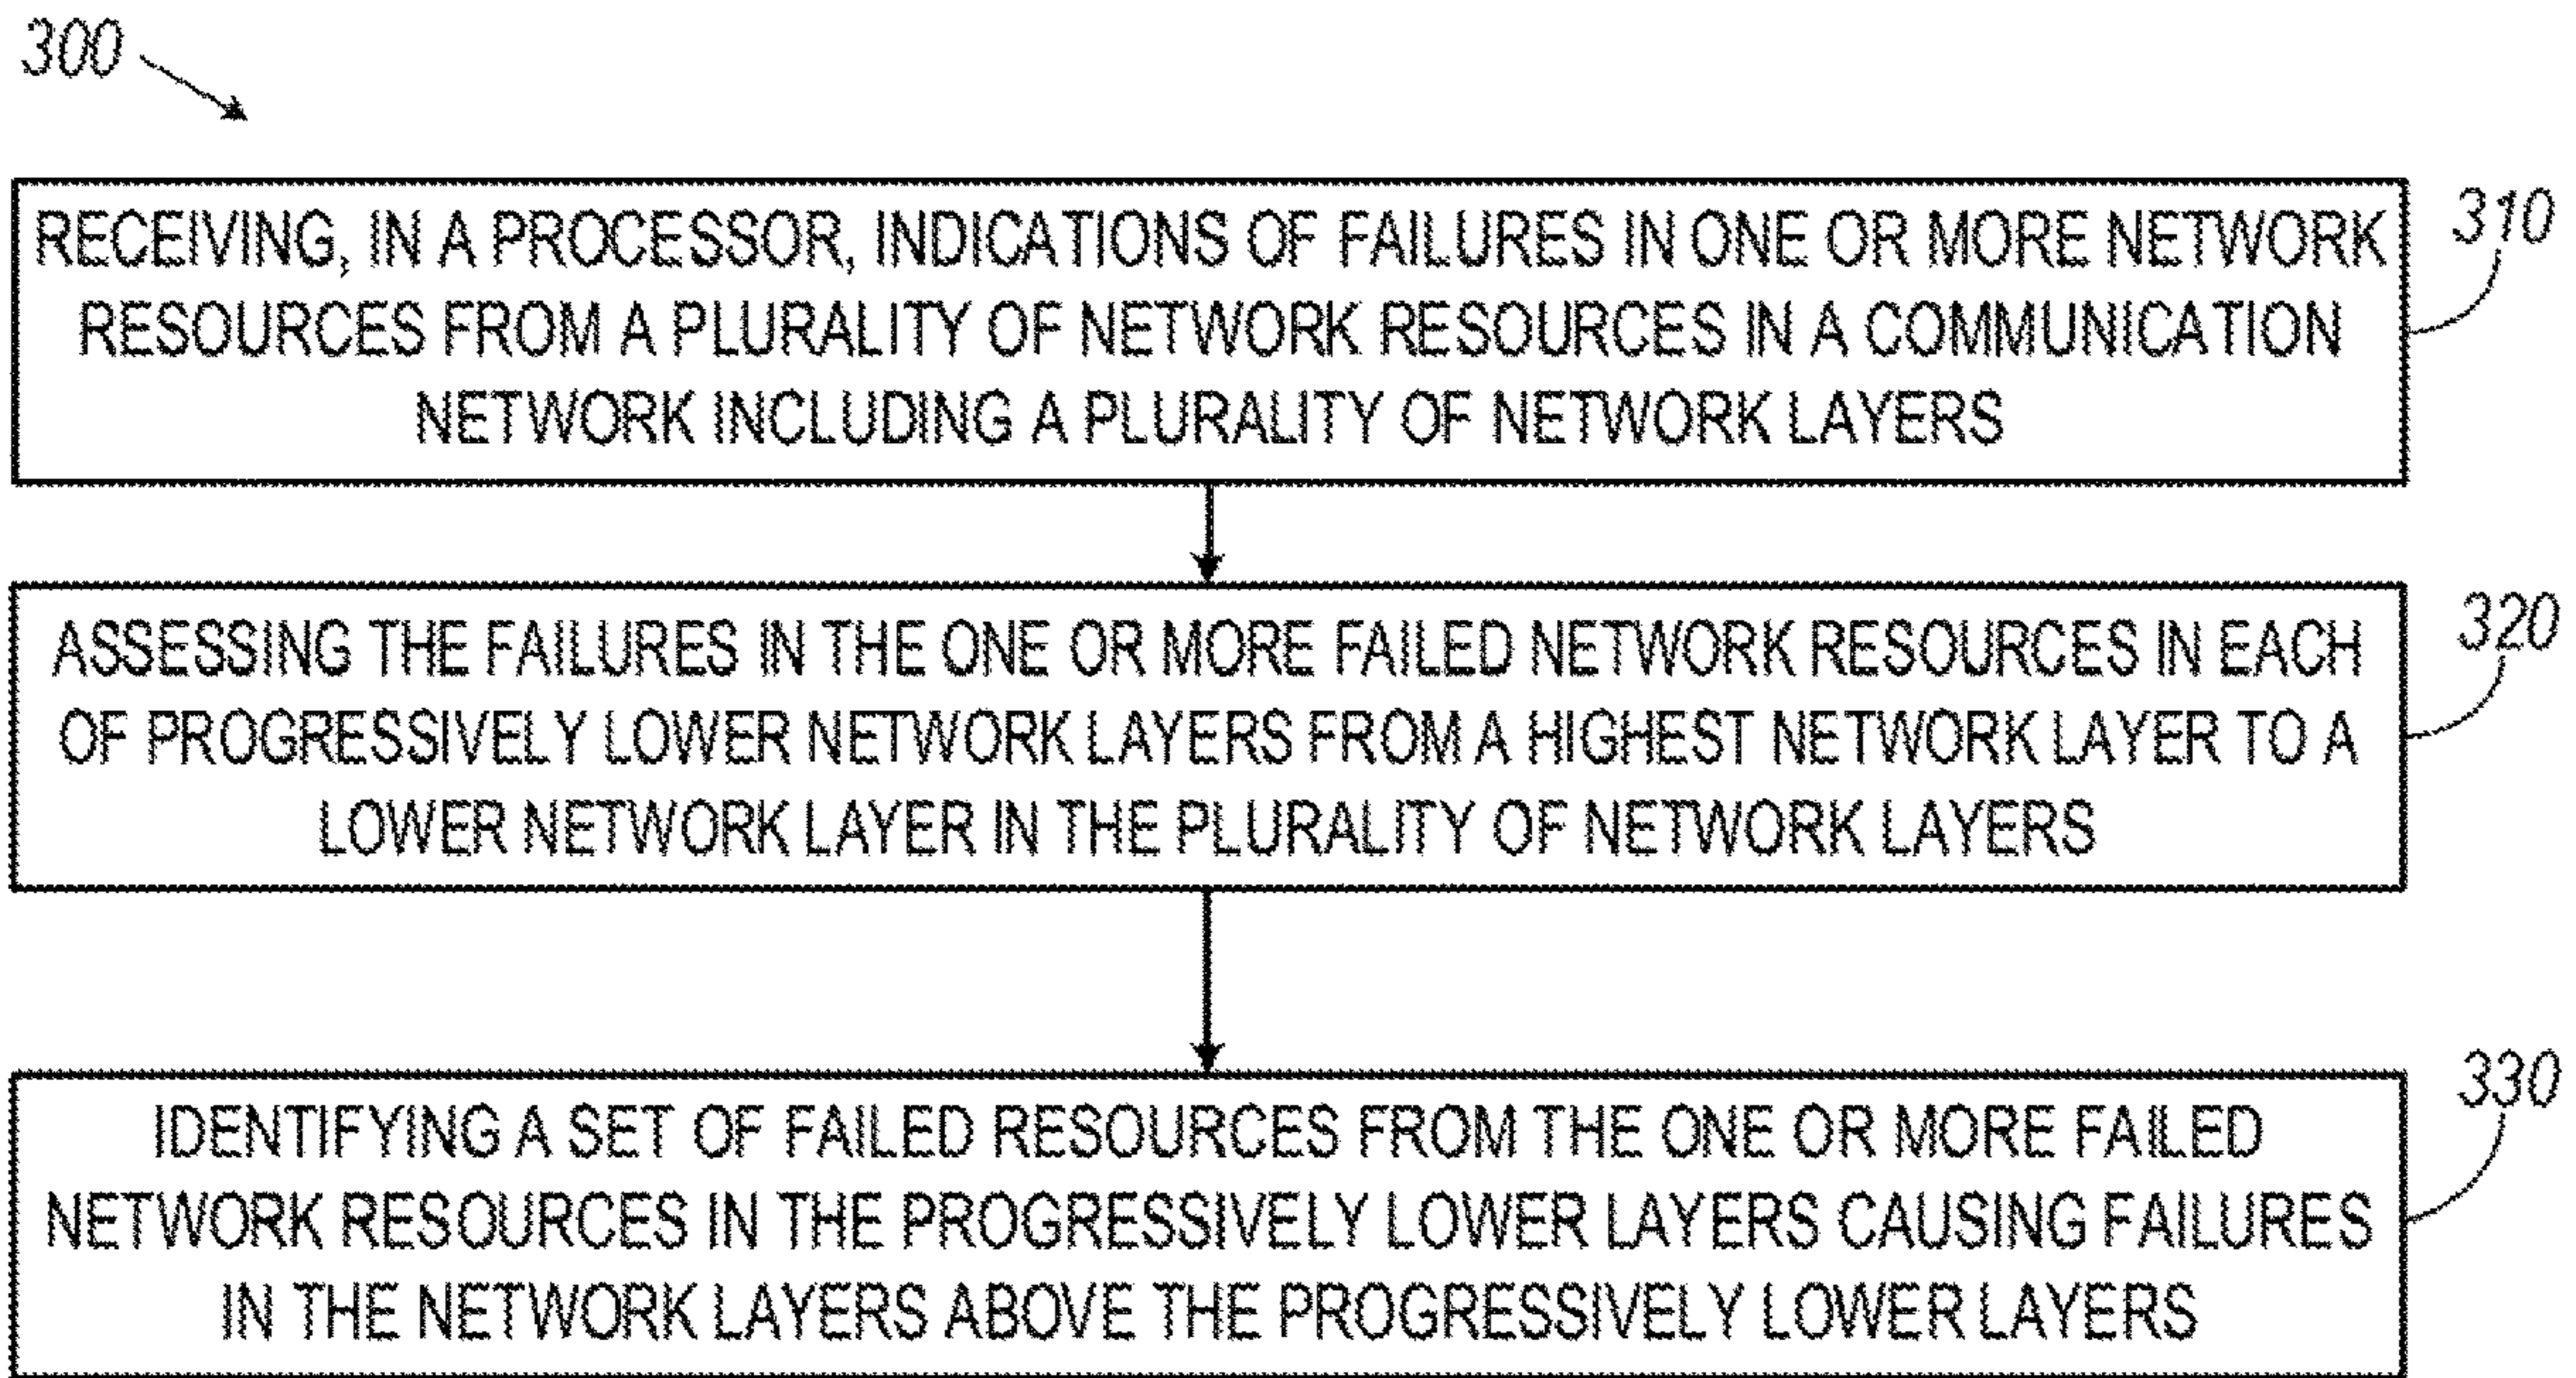 300
RECEIVING, IN A PROCESSOR, INDICATIONS OF FAILURES IN ONE OR MORE NETWORK
RESOURCES FROM A PLURALITY OF NETWORK RESOURCES IN A COMMUNICATION
NETWORK INCLUDING A PLURALITY OF NETWORK LAYERS
310
ASSESSING THE FAILURES IN THE ONE OR MORE FAILED NETWORK RESOURCES IN EACH
OF PROGRESSIVELY LOWER NETWORK LAYERS FROM A HIGHEST NETWORK LAYER TO A
LOWER NETWORK LAYER IN THE PLURALITY OF NETWORK LAYERS
320
IDENTIFYING A SET OF FAILED RESOURCES FROM THE ONE OR MORE FAILED
NETWORK RESOURCES IN THE PROGRESSIVELY LOWER LAYERS CAUSING FAILURES
IN THE NETWORK LAYERS ABOVE THE PROGRESSIVELY LOWER LAYERS
330